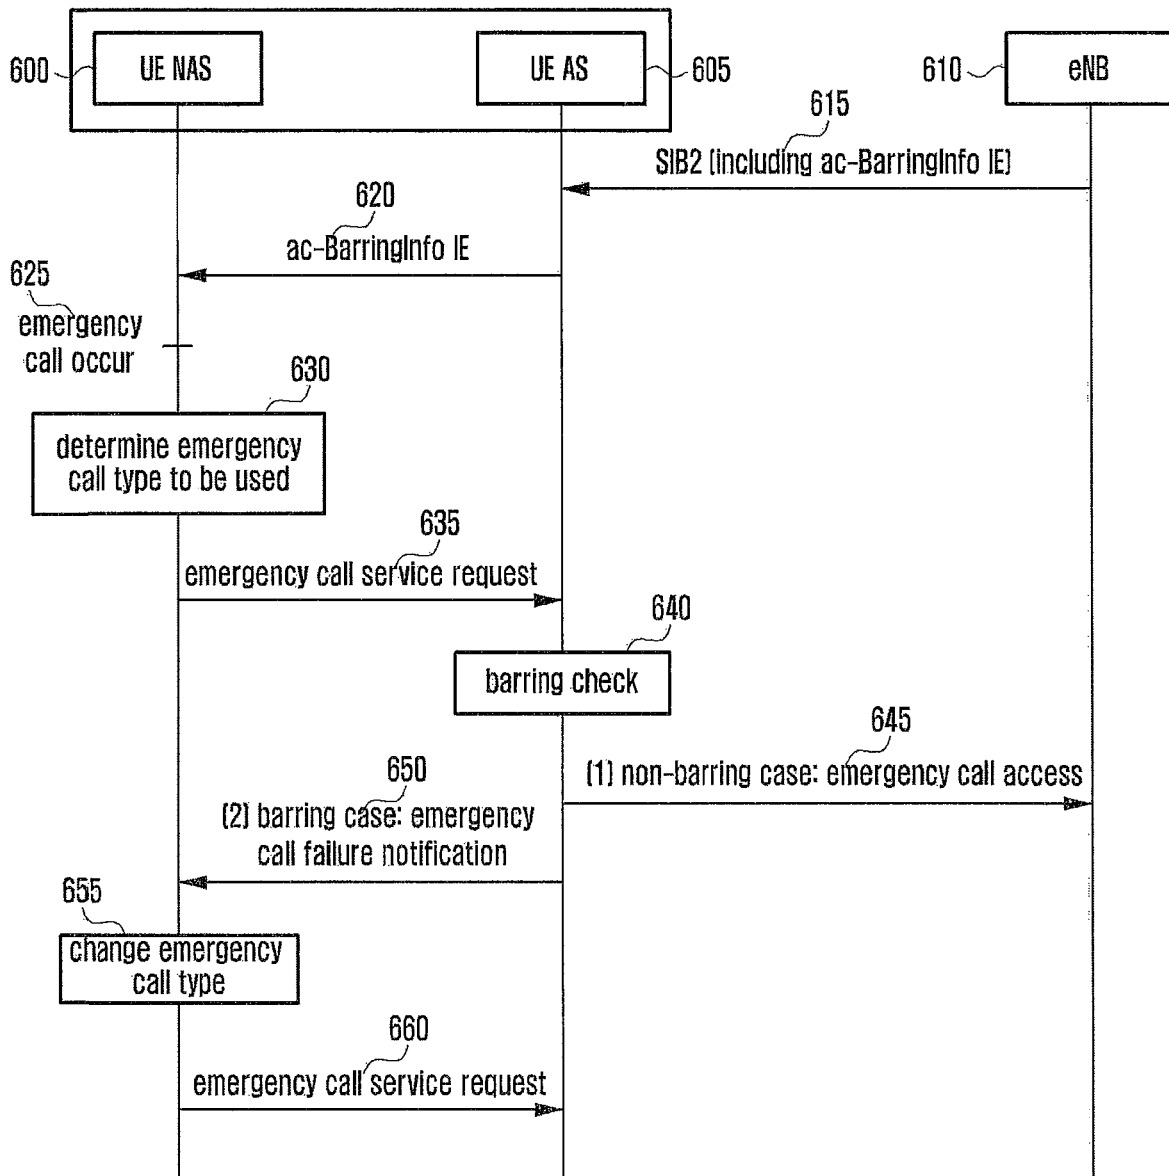 600
UE NAS
UE AS
605
610
eNB
615
SIB2 (including ac-BarringInfo IE)
620
ac-BarringInfo IE
625
emergency
call occur
630
determine emergency
call type to be used
635
emergency call service request
640
barring check
645
(1) non-barring case: emergency call access
650
(2) barring case: emergency
call failure notification
655
change emergency
call type
660
emergency call service request